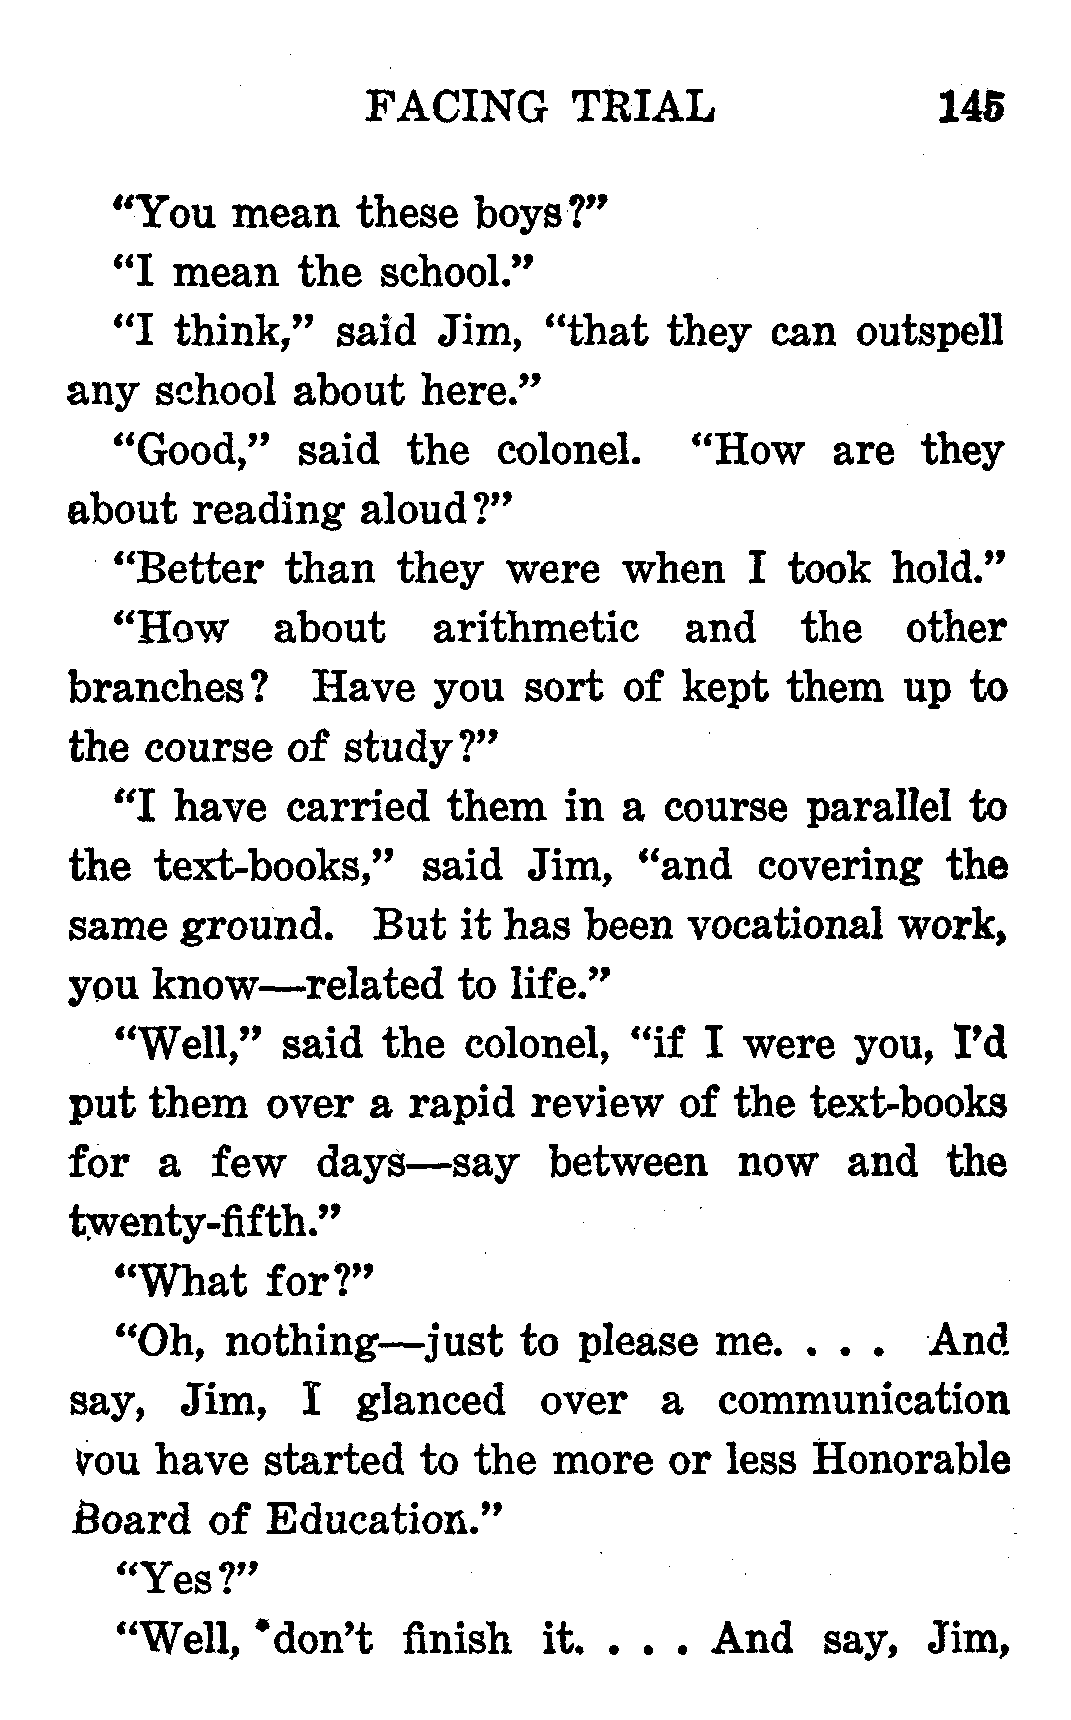 FACING TRIAL 145
“You mean these boys?”
“I mean the school.”
“I think,” said Jim, “that they can outspell
any school about here.”
“Good,” said the colonel. “How are they
about reading aloud?”
“Better than they were when I took hold.”
“How about arithmetic and the other
branches? Have you sort of kept them up to
the course of study?”
“I have carried them in a course parallel to
the text-books,” said Jim, “and covering the
same ground. But it has been vocational work,
you know—related to life.”
“Well,” said the colonel, “if I were you, I’d
put them over a rapid review of the text-books
for a few days—say between now and the
twenty-fifth.”
“What for?”
“Oh, nothing—just to please me. . . . And
say, Jim, I glanced over a communication
you have started to the more or less Honorable
Board of Education.”
“Yes?”
“Well, don’t finish it. . . . And say, Jim,